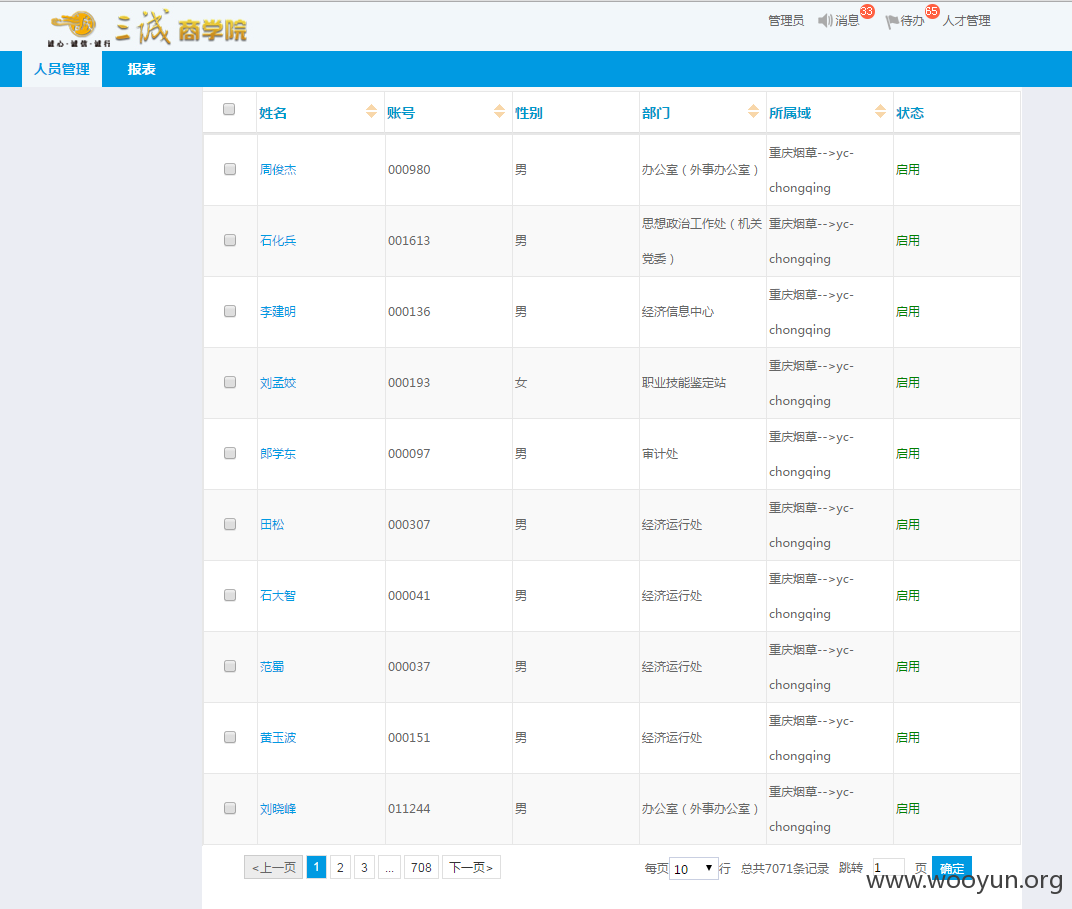 三诚 商学院
诚心·诚信·诚行
管理员 消息 33 待办 65 人才管理
人员管理 报表
姓名 账号 性别 部门 所属域 状态
周俊杰 000980 男 办公室（外事办公室） 重庆烟草-->yc-chongqing 启用
石化兵 001613 男 思想政治工作处（机关党委） 重庆烟草-->yc-chongqing 启用
李建明 000136 男 经济信息中心 重庆烟草-->yc-chongqing 启用
刘孟姣 000193 女 职业技能鉴定站 重庆烟草-->yc-chongqing 启用
郎学东 000097 男 审计处 重庆烟草-->yc-chongqing 启用
田松 000307 男 经济运行处 重庆烟草-->yc-chongqing 启用
石大智 000041 男 经济运行处 重庆烟草-->yc-chongqing 启用
范蜀 000037 男 经济运行处 重庆烟草-->yc-chongqing 启用
黄玉波 000151 男 经济运行处 重庆烟草-->yc-chongqing 启用
刘晓峰 011244 男 办公室（外事办公室） 重庆烟草-->yc-chongqing 启用
<上一页 1 2 3 ... 708 下一页> 每页 10 行 总共7071条记录 跳转 1 页 确定
www.wooyun.org